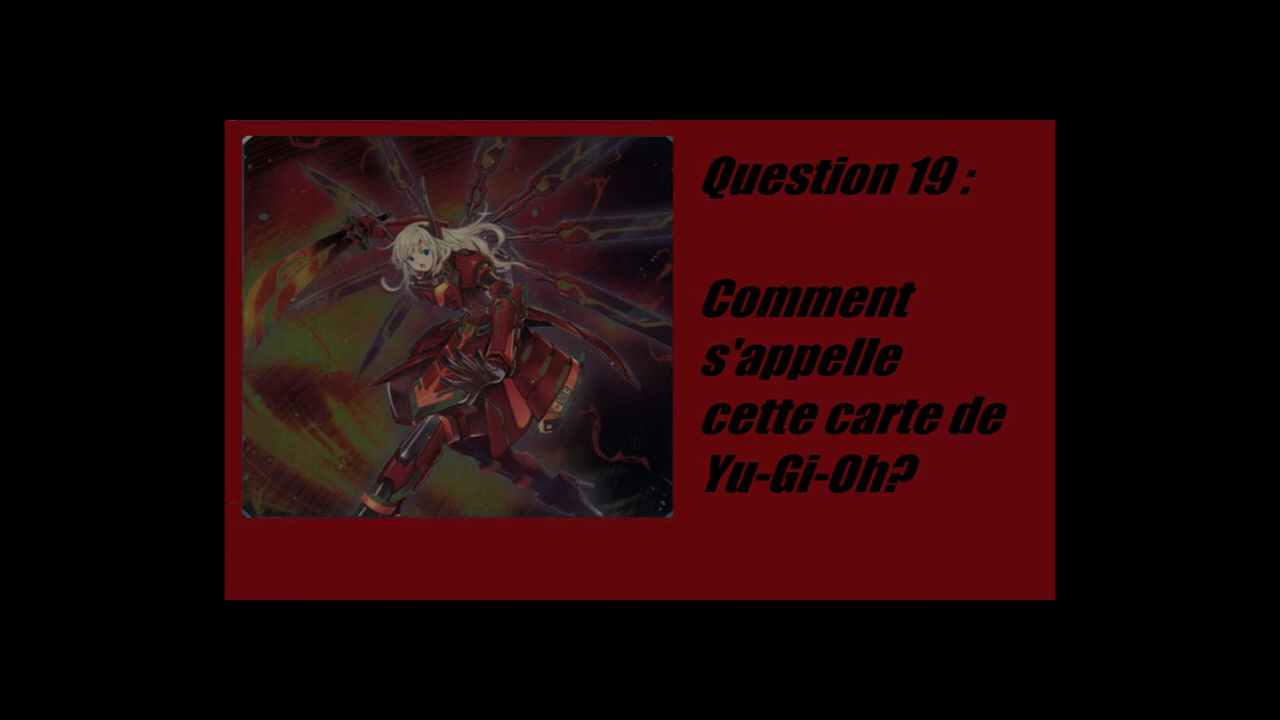 Question 19 :
Comment
s'appelle
cette carte de
Yu-Gi-Oh?